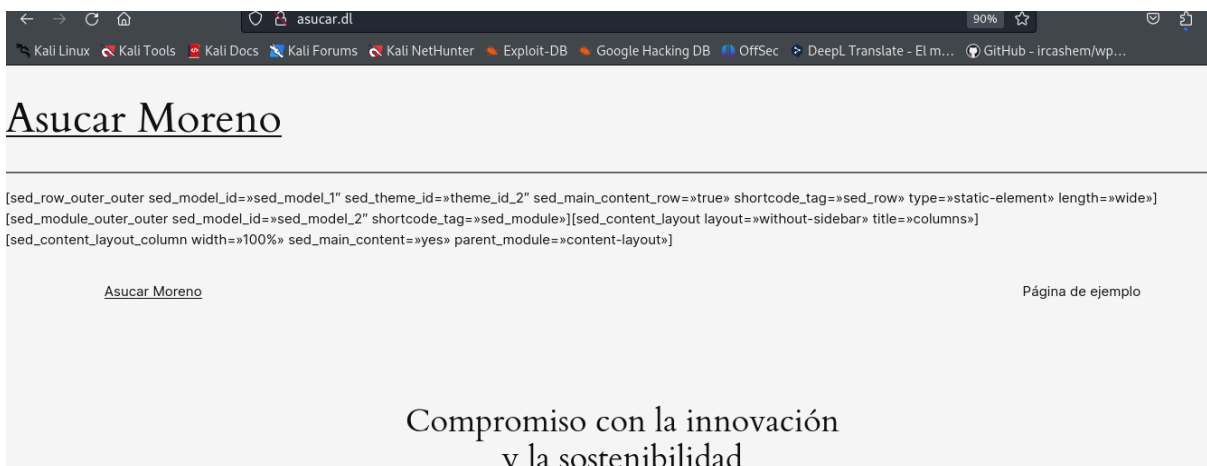 asucar.dl 90%
Kali Linux Kali Tools Kali Docs Kali Forums Kali NetHunter Exploit-DB Google Hacking DB OffSec DeepL Translate - El m… GitHub - ircashem/wp…
Asucar Moreno
[sed_row_outer_outer sed_model_id=»sed_model_1″ sed_theme_id=»theme_id_2″ sed_main_content_row=»true» shortcode_tag=»sed_row» type=»static-element» length=»wide»]
[sed_module_outer_outer sed_model_id=»sed_model_2″ shortcode_tag=»sed_module»][sed_content_layout layout=»without-sidebar» title=»columns»]
[sed_content_layout_column width=»100%» sed_main_content=»yes» parent_module=»content-layout»]
Asucar Moreno Página de ejemplo
Compromiso con la innovación
y la sostenibilidad